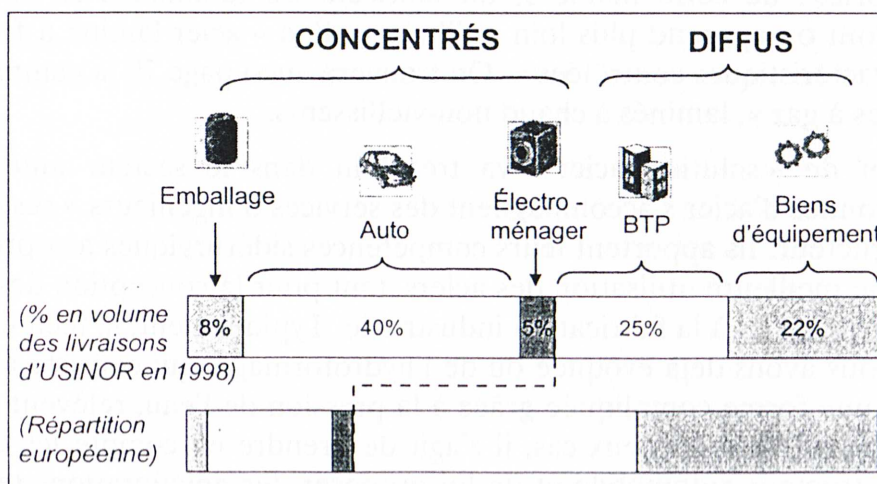 CONCENTRÉS
DIFFUS
Emballage
Auto
Électro -
ménager
BTP
Biens
d'équipement
(% en volume
des livraisons
d'USINOR en 1998)
8%
40%
5%
25%
22%
(Répartition
européenne)